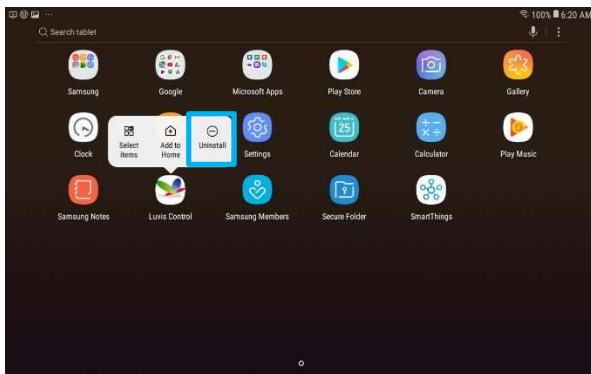 100% 6:20 AM
Search tablet
Samsung
Google
Microsoft Apps
Play Store
Camera
Gallery
Select
items
Add to
Home
Uninstall
Clock
Settings
25
Calendar
Calculator
Play Music
Samsung Notes
Luvis Control
Samsung Members
Secure Folder
SmartThings